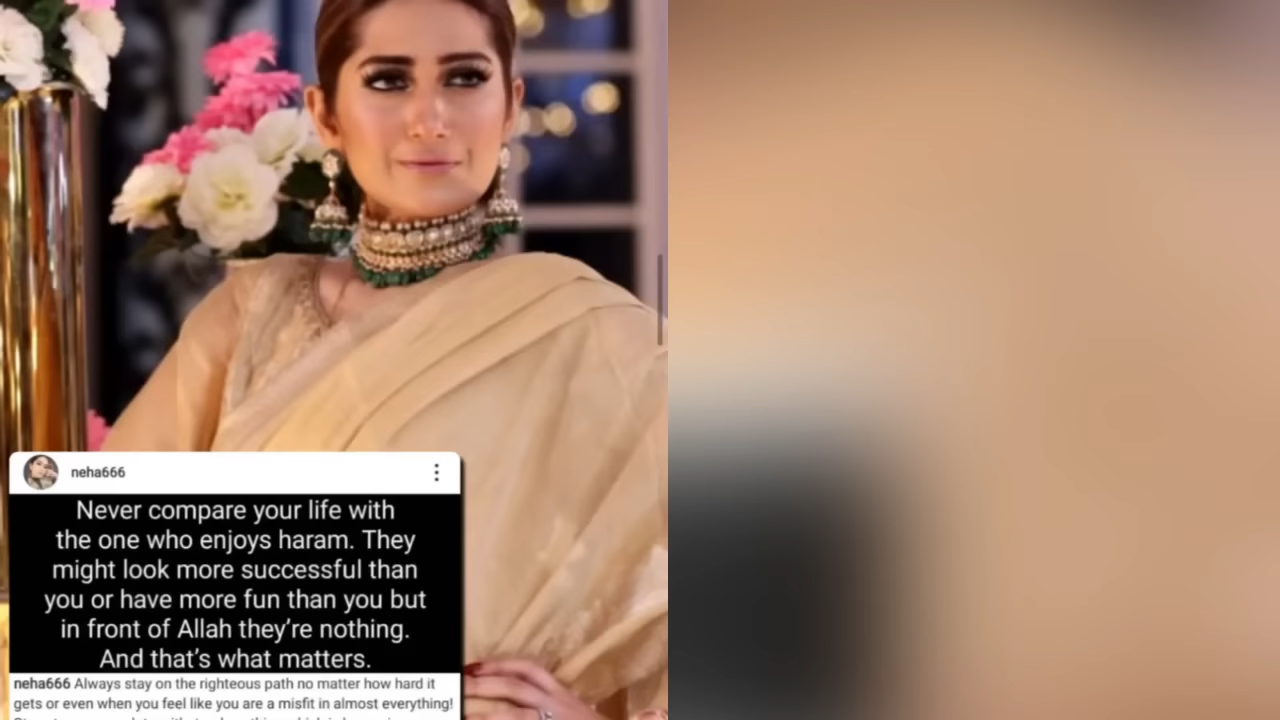 neha666
Never compare your life with
the one who enjoys haram. They
might look more successful than
you or have more fun than you but
in front of Allah they're nothing.
And that's what matters.
neha666 Always stay on the righteous path no matter how hard it
gets or even when you feel like you are a misfit in almost everything!